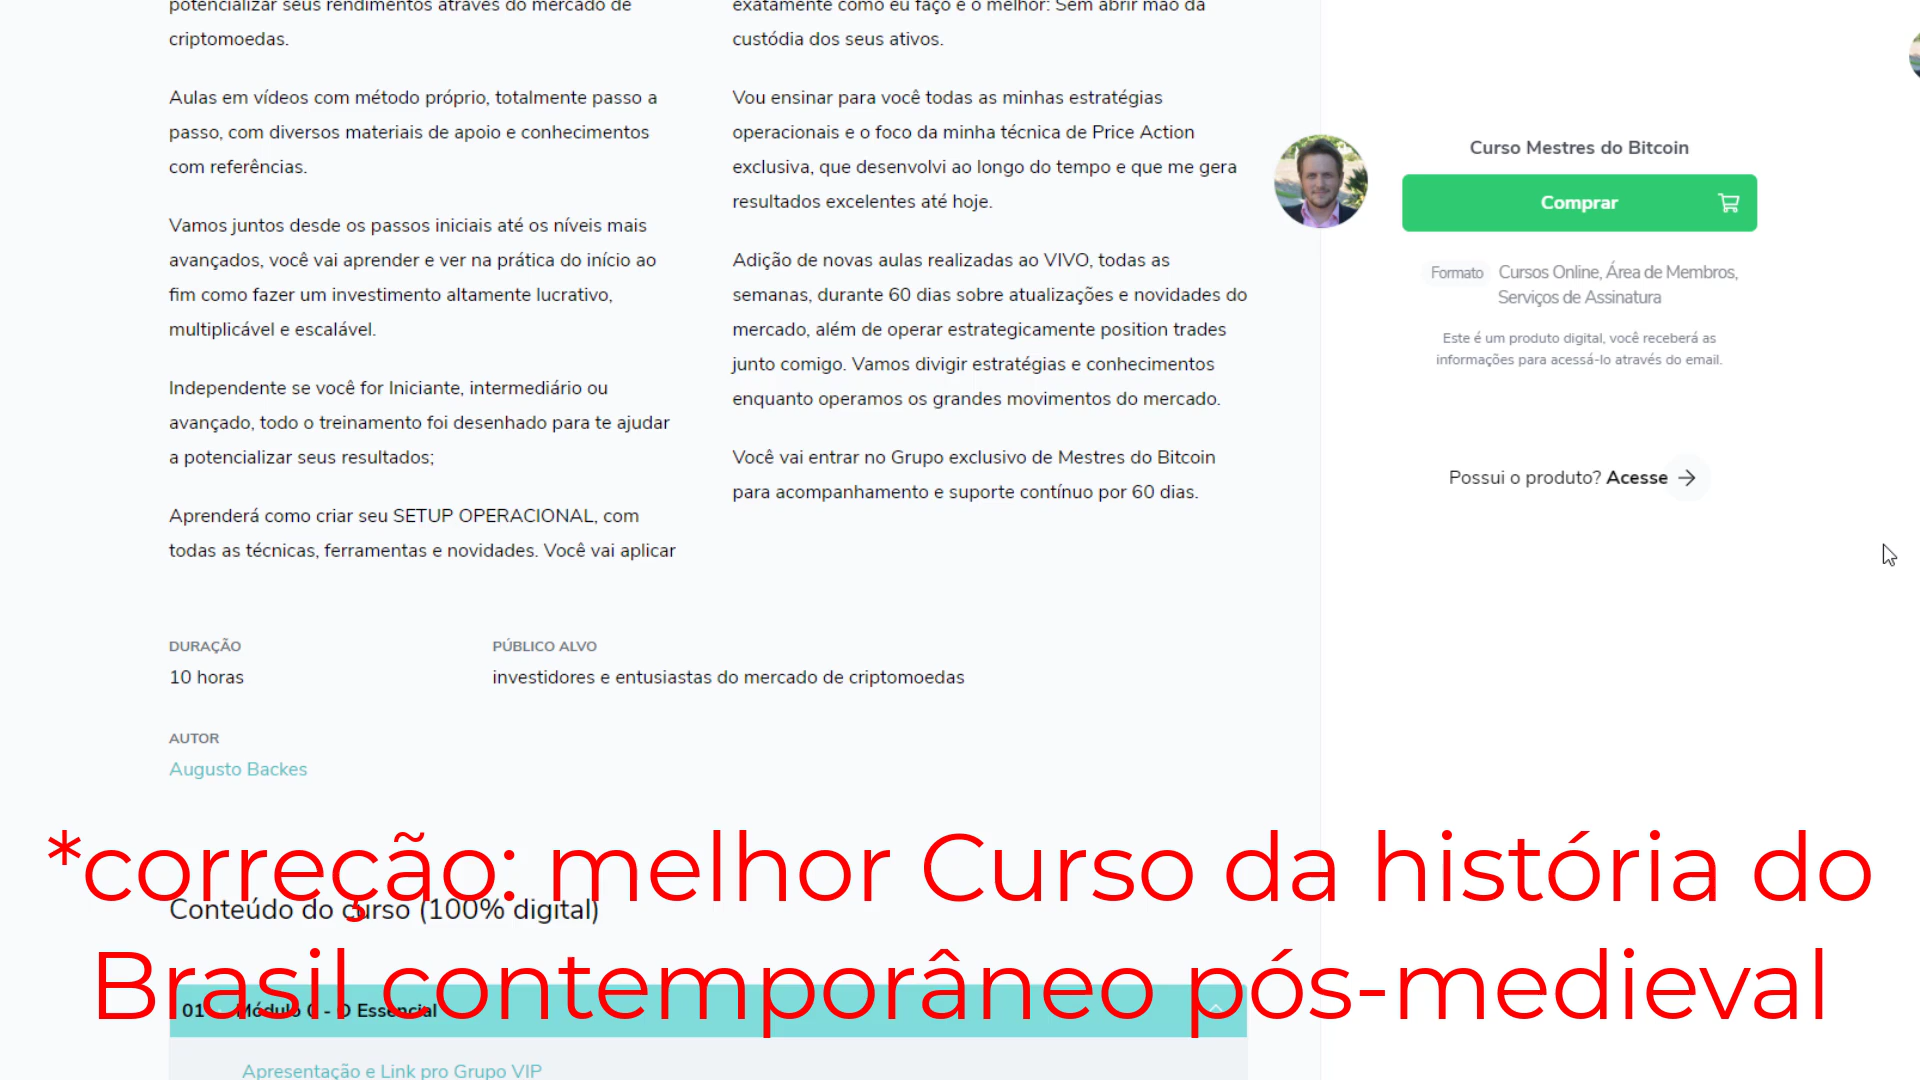 potencializar seus rendimentos através do mercado de
criptomoedas.
Aulas em vídeos com método próprio, totalmente passo a
passo, com diversos materiais de apoio e conhecimentos
com referências.
Vamos juntos desde os passos iniciais até os níveis mais
avançados, você vai aprender e ver na prática do início ao
fim como fazer um investimento altamente lucrativo,
multiplicável e escalável.
Independente se você for Iniciante, intermediário ou
avançado, todo o treinamento foi desenhado para te ajudar
a potencializar seus resultados;
Aprenderá como criar seu SETUP OPERACIONAL, com
todas as técnicas, ferramentas e novidades. Você vai aplicar
exatamente como eu faço e o melhor: Sem abrir mão da
custódia dos seus ativos.
Vou ensinar para você todas as minhas estratégias
operacionais e o foco da minha técnica de Price Action
exclusiva, que desenvolvi ao longo do tempo e que me gera
resultados excelentes até hoje.
Adição de novas aulas realizadas ao VIVO, todas as
semanas, durante 60 dias sobre atualizações e novidades do
mercado, além de operar estrategicamente position trades
junto comigo. Vamos divigir estratégias e conhecimentos
enquanto operamos os grandes movimentos do mercado.
Você vai entrar no Grupo exclusivo de Mestres do Bitcoin
para acompanhamento e suporte contínuo por 60 dias.
Curso Mestres do Bitcoin
Comprar
Formato Cursos Online, Área de Membros,
Serviços de Assinatura
Este é um produto digital, você receberá as
informações para acessá-lo através do email.
Possui o produto? Acesse
DURAÇÃO
10 horas
PÚBLICO ALVO
investidores e entusiastas do mercado de criptomoedas
AUTOR
Augusto Backes
*correção: melhor Curso da história do
Brasil contemporâneo pós-medieval
Conteúdo do curso (100% digital)
01 Módulo 0 - O Essencial
Apresentação e Link pro Grupo VIP